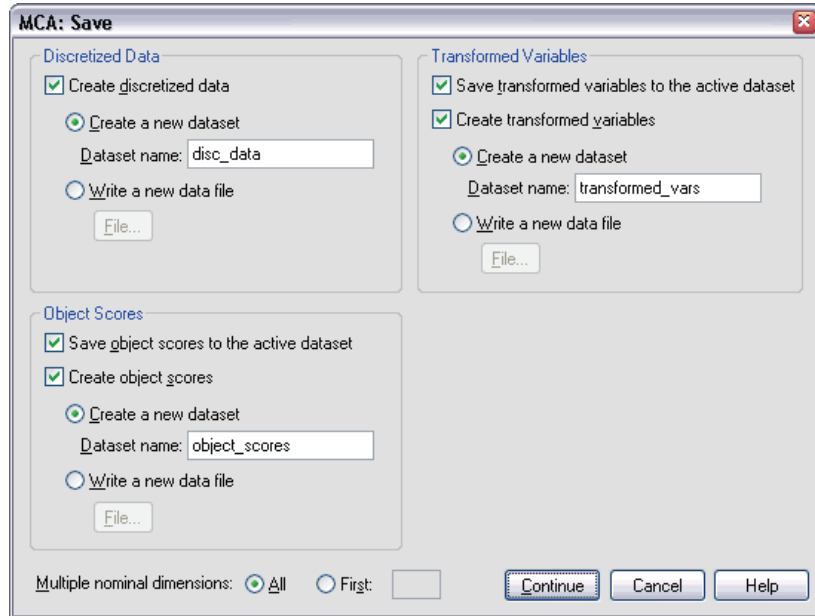 MCA: Save
Discretized Data
Create discretized data
Create a new dataset
Dataset name: disc_data
Write a new data file
File...
Transformed Variables
Save transformed variables to the active dataset
Create transformed variables
Create a new dataset
Dataset name: transformed_vars
Write a new data file
File...
Object Scores
Save object scores to the active dataset
Create object scores
Create a new dataset
Dataset name: object_scores
Write a new data file
File...
Multiple nominal dimensions: All First: Continue Cancel Help